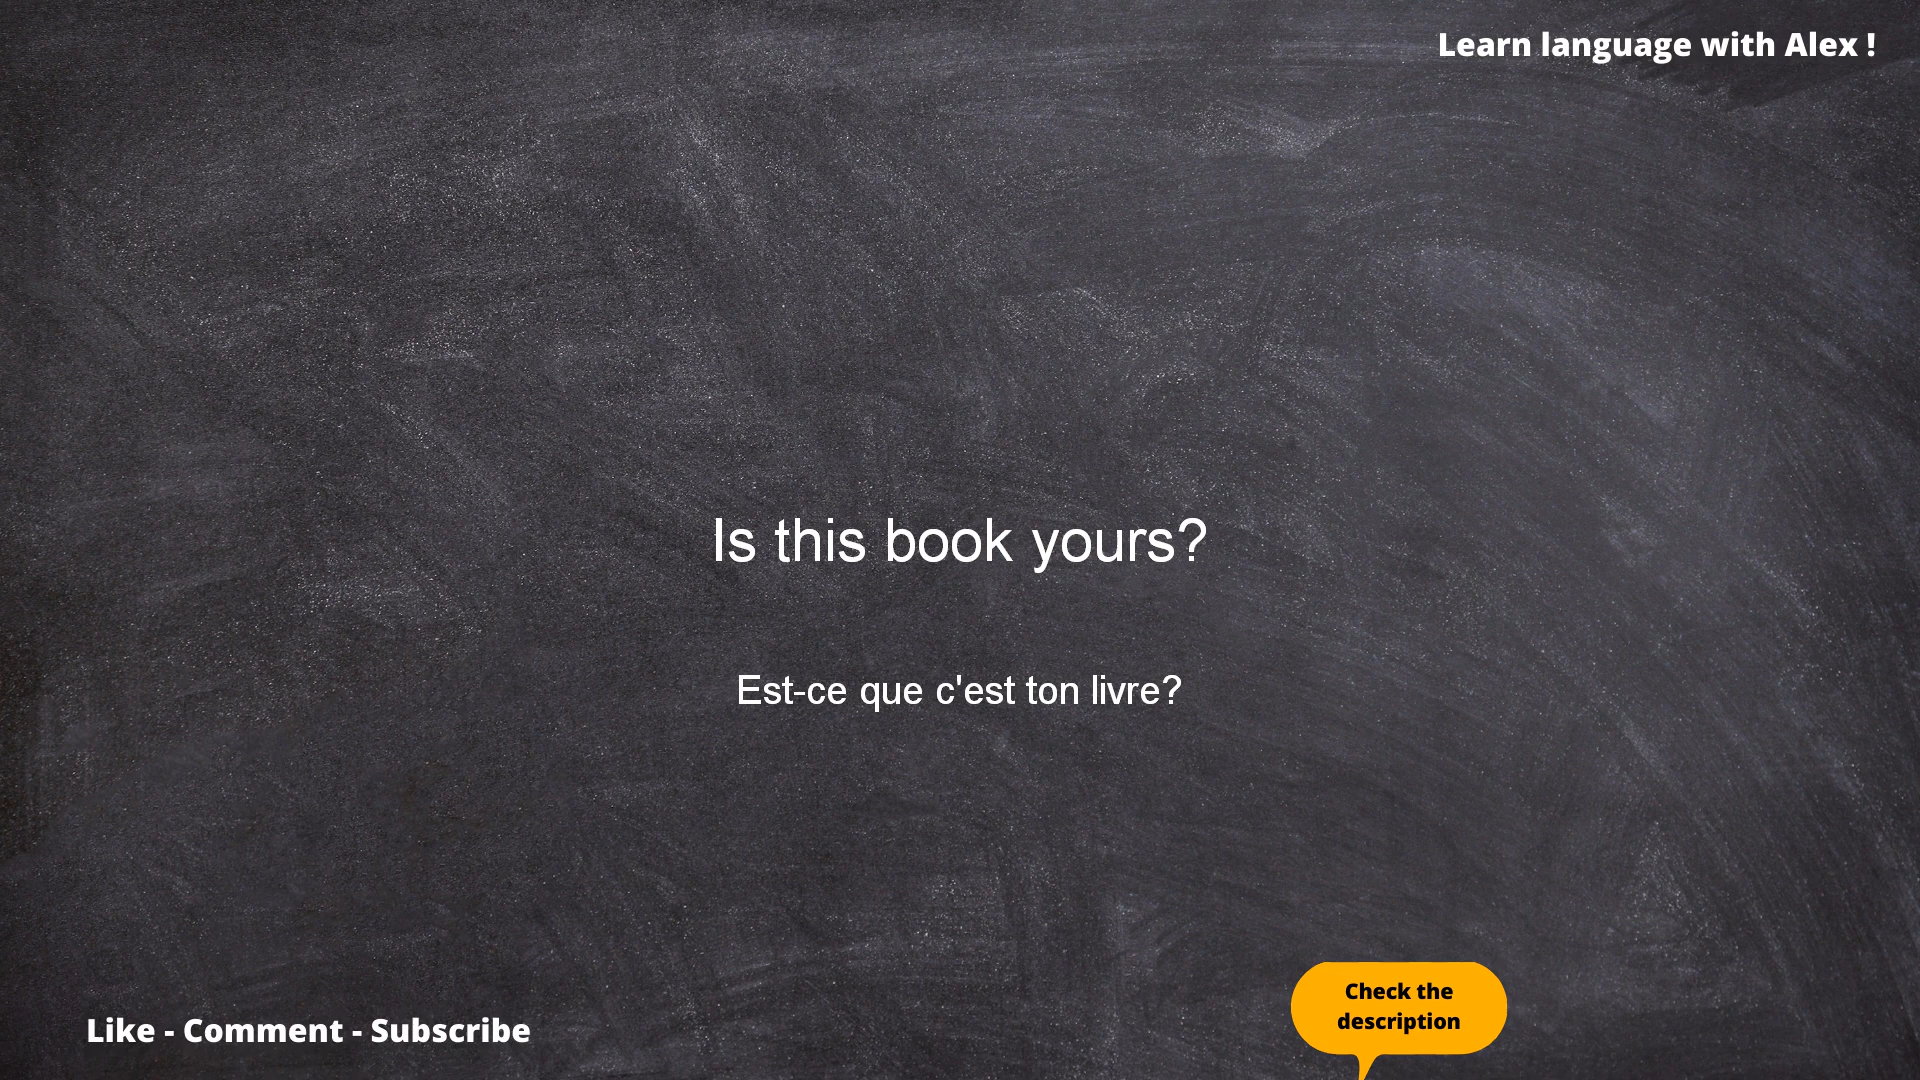 Learn language with Alex !
Is this book yours?
Est-ce que c'est ton livre?
Check the
description
Like - Comment - Subscribe